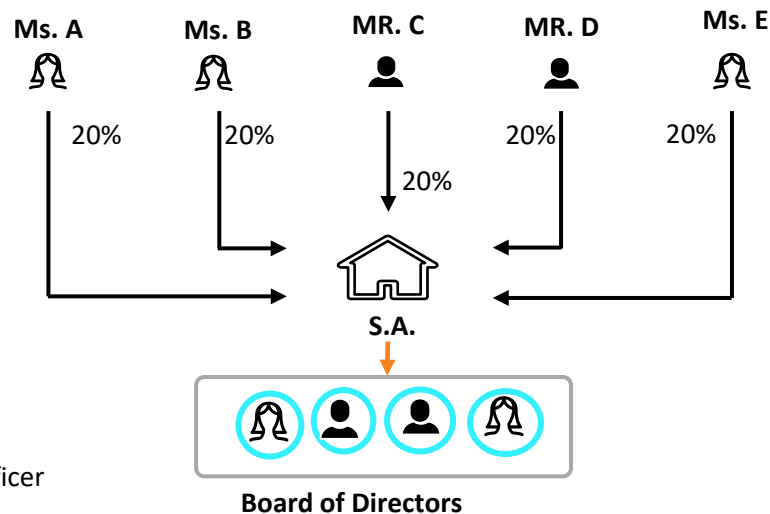 Ms. A
Ms. B
MR. C
MR. D
Ms. E
20%
20%
20%
20%
20%
S.A.
ficer
Board of Directors